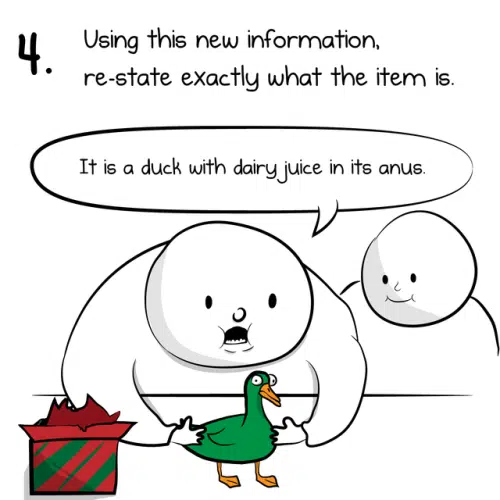 4. Using this new information,
re-state exactly what the item is.
It is a duck with dairy juice in its anus.